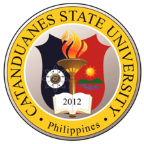 CATANDUANES STATE UNIVERSITY
2012
• Philippines •